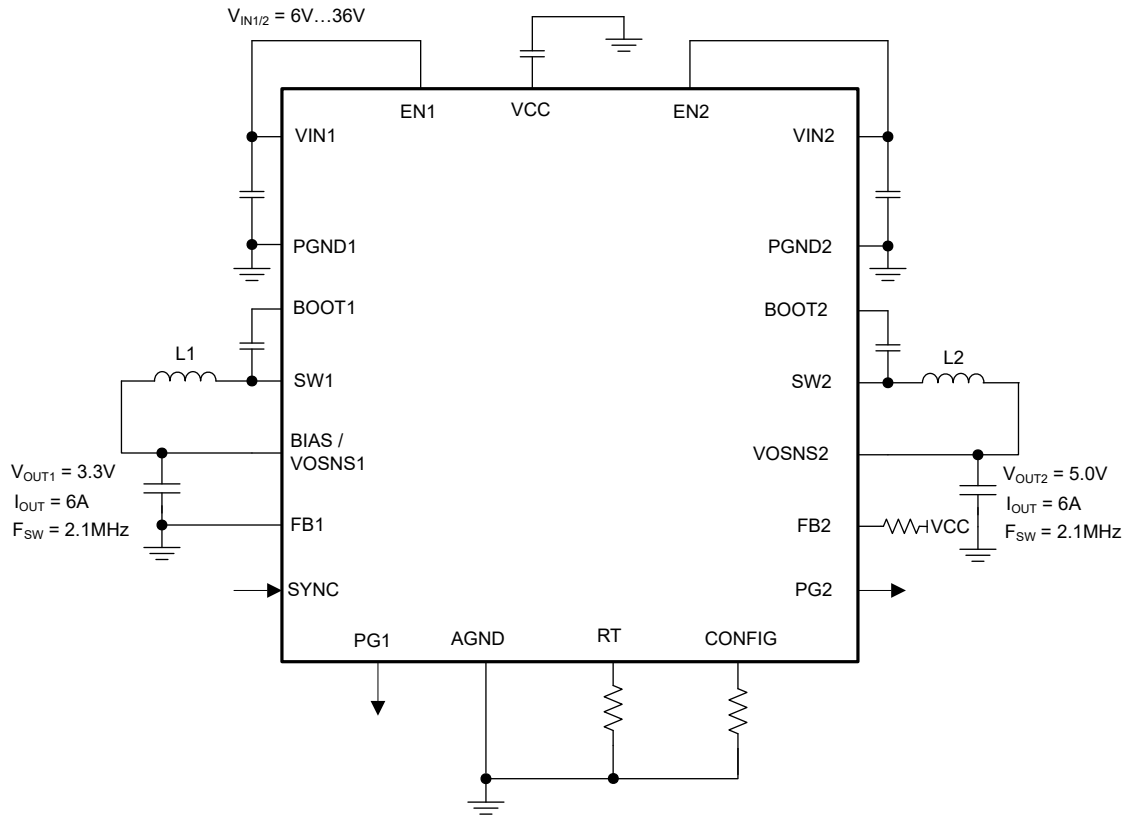 V_IN1/2 = 6V…36V
EN1
VCC
EN2
VIN1
VIN2
PGND1
PGND2
BOOT1
BOOT2
L1
L2
SW1
SW2
BIAS /
VOSNS1
VOSNS2
V_OUT1 = 3.3V
I_OUT = 6A
F_SW = 2.1MHz
V_OUT2 = 5.0V
I_OUT = 6A
F_SW = 2.1MHz
FB1
FB2
VCC
SYNC
PG2
PG1
AGND
RT
CONFIG